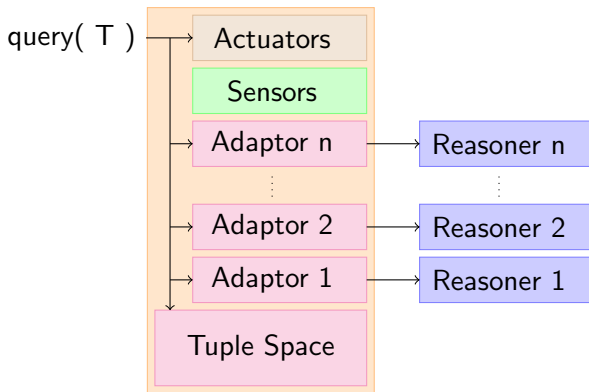 query( T )
Actuators
Sensors
Adaptor n
Reasoner n
Adaptor 2
Reasoner 2
Adaptor 1
Reasoner 1
Tuple Space